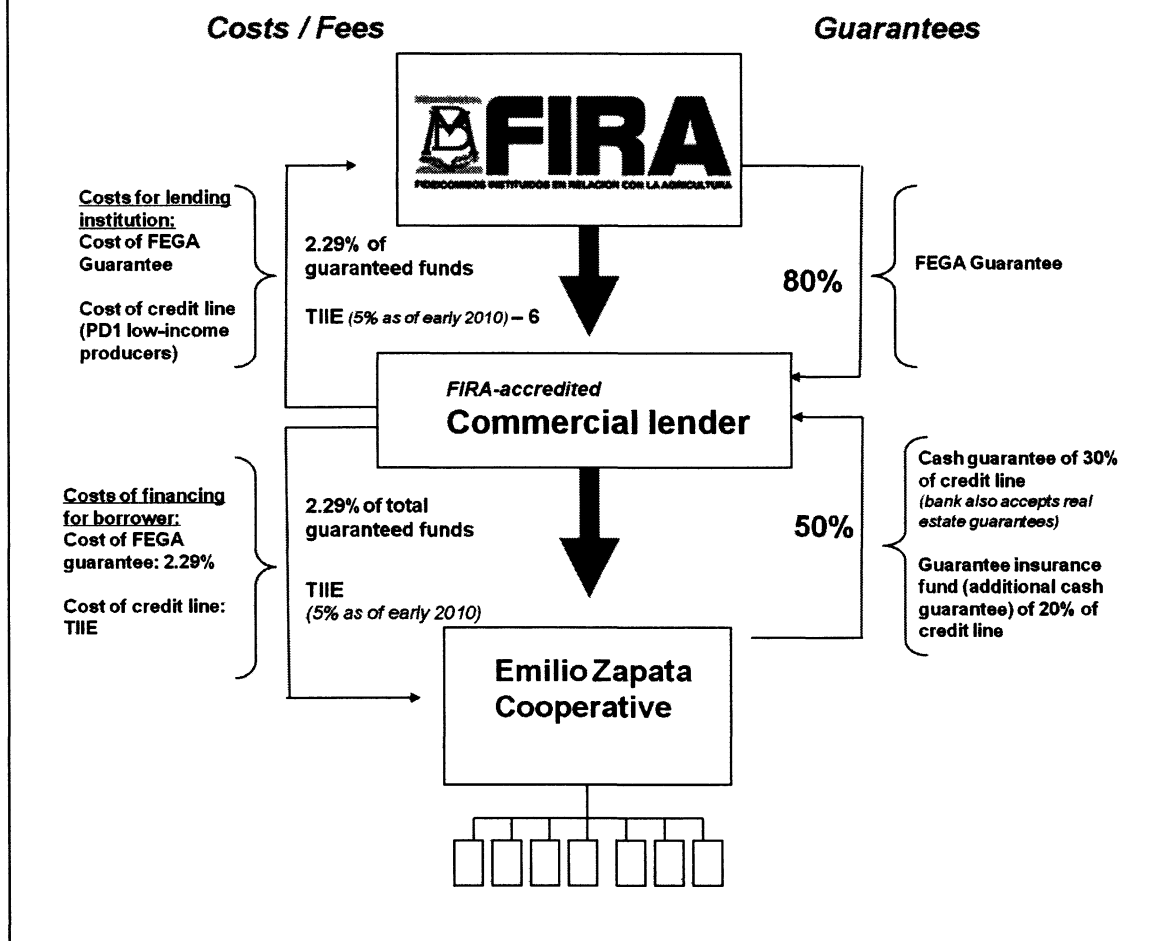 Costs / Fees
Guarantees
FIRA
FIDEICOMISOS INSTITUIDOS EN RELACION CON LA AGRICULTURA
Costs for lending
institution:
Cost of FEGA
Guarantee
Cost of credit line
(PD1 low-income
producers)
2.29% of
guaranteed funds
TIIE (5% as of early 2010) – 6
80%
FEGA Guarantee
FIRA-accredited
Commercial lender
Costs of financing
for borrower:
Cost of FEGA
guarantee: 2.29%
Cost of credit line:
TIIE
2.29% of total
guaranteed funds
TIIE
(5% as of early 2010)
50%
Cash guarantee of 30%
of credit line
(bank also accepts real
estate guarantees)
Guarantee insurance
fund (additional cash
guarantee) of 20% of
credit line
Emilio Zapata
Cooperative